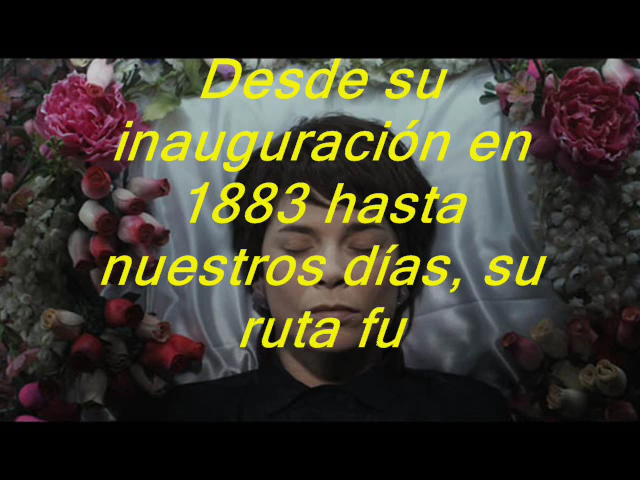 Desde su
inauguración en
1883 hasta
nuestros días, su
ruta fu